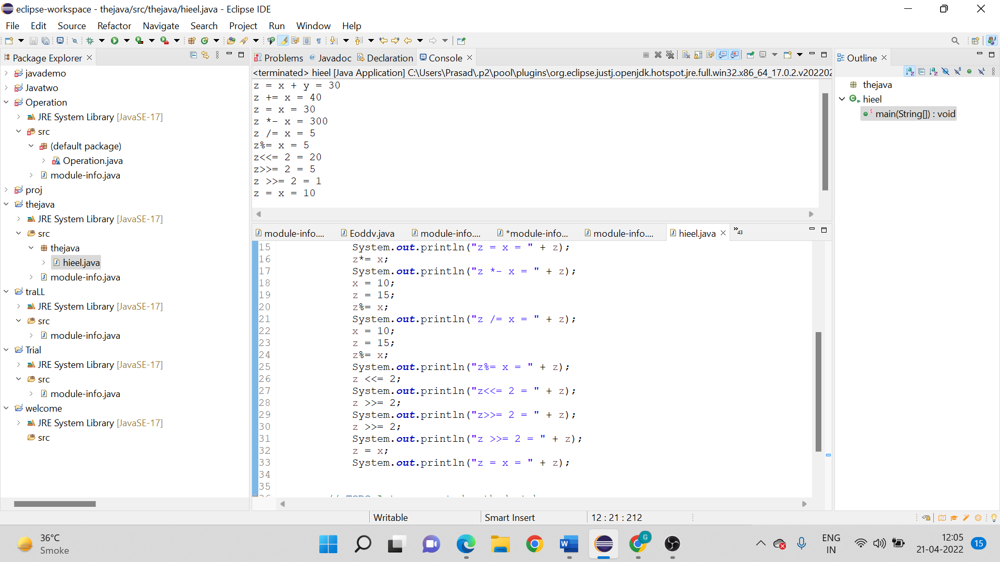 eclipse-workspace - thejava/src/thejava/hieel.java - Eclipse IDE
File Edit Source Refactor Navigate Search Project Run Window Help
Package Explorer
javademo
Javatwo
Operation
JRE System Library [JavaSE-17]
src
(default package)
Operation.java
module-info.java
proj
thejava
JRE System Library [JavaSE-17]
src
thejava
hieel.java
module-info.java
traLL
JRE System Library [JavaSE-17]
src
module-info.java
Trial
JRE System Library [JavaSE-17]
src
module-info.java
welcome
JRE System Library [JavaSE-17]
src
Problems @ Javadoc Declaration Console
<terminated> hieel [Java Application] C:\Users\Prasad\.p2\pool\plugins\org.eclipse.justj.openjdk.hotspot.jre.full.win32.x86_64_17.0.2.v202202
z = x + y = 30
z += x = 40
z = x = 30
z *- x = 300
z /= x = 5
z%= x = 5
z<<= 2 = 20
z>>= 2 = 5
z >>= 2 = 1
z = x = 10
module-info.... Eoddv.java module-info.... *module-info... module-info.... hieel.java »43
15 System.out.println("z = x = " + z);
16 z*= x;
17 System.out.println("z *- x = " + z);
18 x = 10;
19 z = 15;
20 z%= x;
21 System.out.println("z /= x = " + z);
22 x = 10;
23 z = 15;
24 z%= x;
25 System.out.println("z%= x = " + z);
26 z <<= 2;
27 System.out.println("z<<= 2 = " + z);
28 z >>= 2;
29 System.out.println("z>>= 2 = " + z);
30 z >>= 2;
31 System.out.println("z >>= 2 = " + z);
32 z = x;
33 System.out.println("z = x = " + z);
34
35
Outline
thejava
hieel
main(String[]) : void
Writable Smart Insert 12 : 21 : 212
36°C
Smoke
ENG
IN
12:05
21-04-2022
15